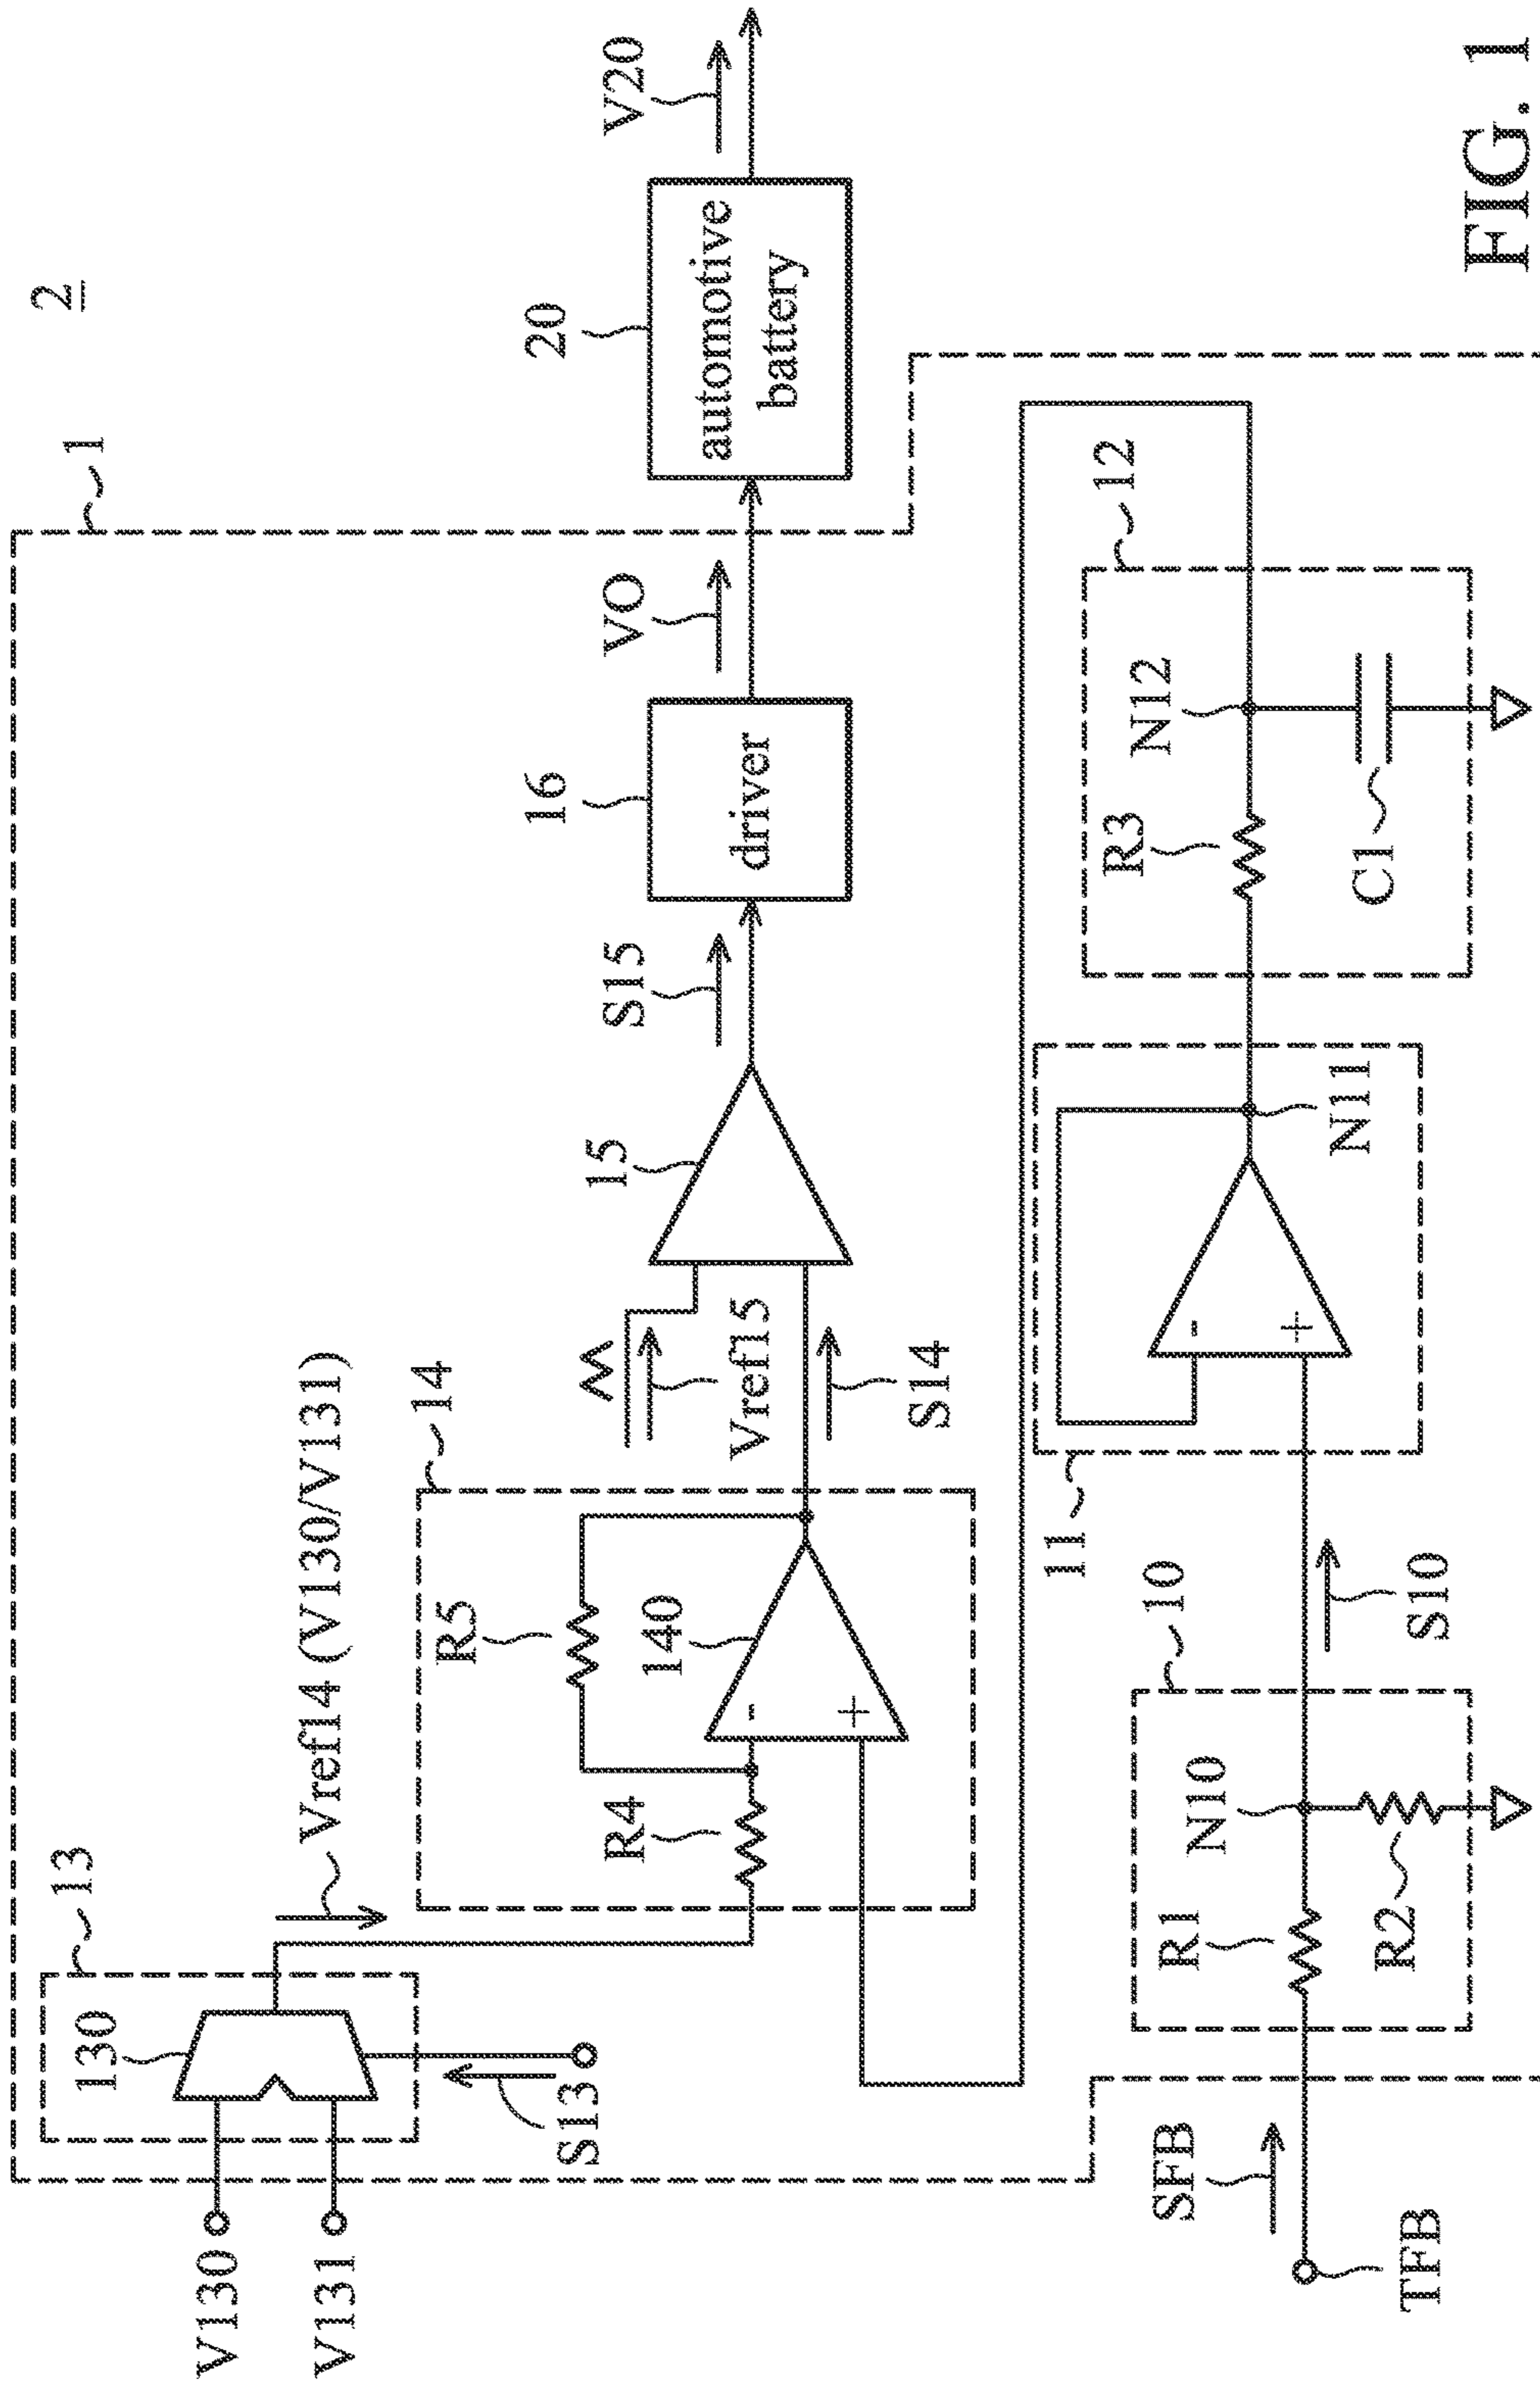 2
1
13
130
V130
V131
S13
Vref14 (V130/V131)
14
R4
R5
140
-
+
Vref15
S14
15
S15
16
driver
VO
20
automotive
battery
V20
TFB
SFB
10
R1
N10
R2
S10
11
-
+
N11
12
R3
N12
C1
FIG. 1